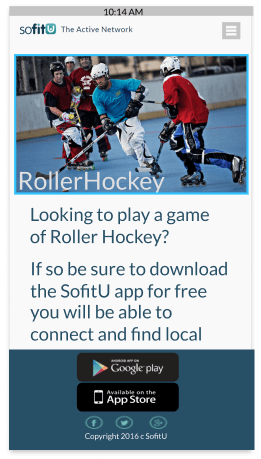 10:14 AM
sofitU The Active Network
RollerHockey
Looking to play a game
of Roller Hockey?
If so be sure to download
the SofitU app for free
you will be able to
connect and find local
ANDROID APP ON
Google play
Available on the
App Store
Copyright 2016 c SofitU